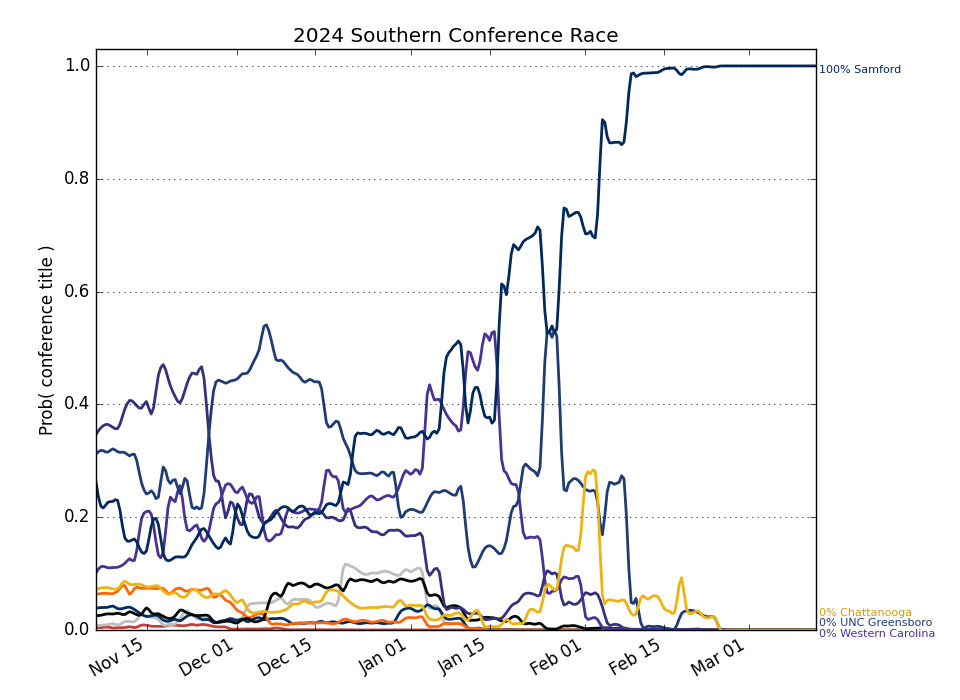 2024 Southern Conference Race
Prob( conference title )
1.0
0.8
0.6
0.4
0.2
0.0
Nov 15
Dec 01
Dec 15
Jan 01
Jan 15
Feb 01
Feb 15
Mar 01
100% Samford
0% Chattanooga
0% UNC Greensboro
0% Western Carolina